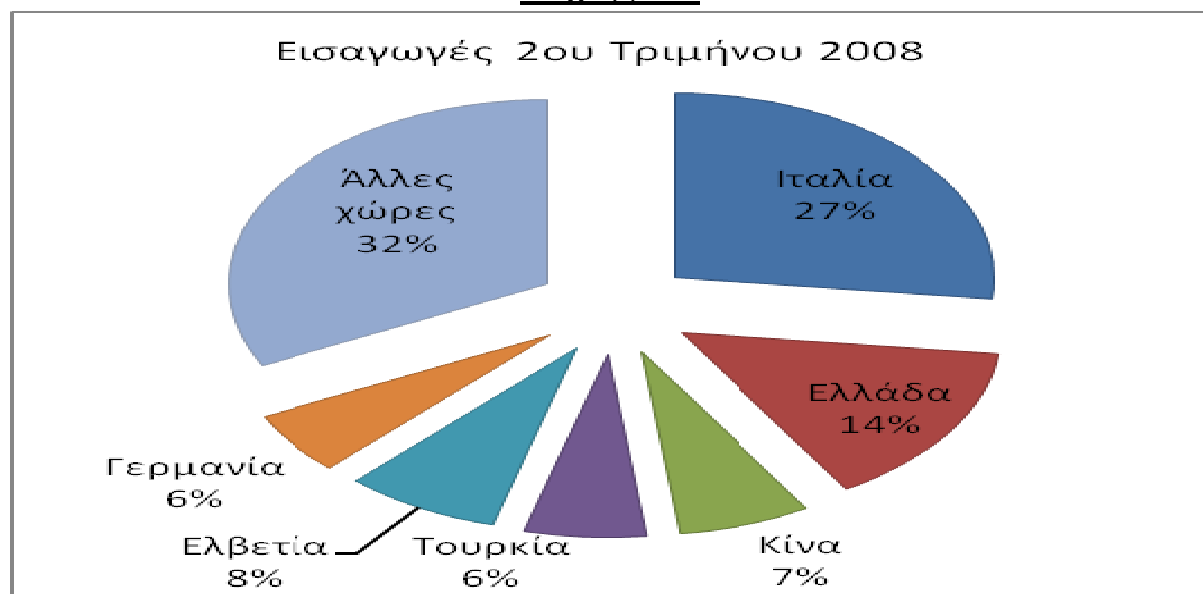 Εισαγωγές 2ου Τριμήνου 2008
Άλλες
χώρες
32%
Ιταλία
27%
Ελλάδα
14%
Γερμανία
6%
Ελβετία
8%
Τουρκία
6%
Κίνα
7%